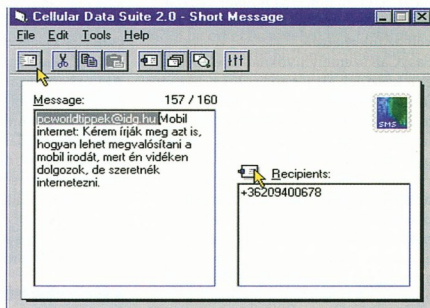 Cellular Data Suite 2.0 - Short Message
File Edit Tools Help
Message: 157 / 160
pcworldtippek@idg.hu Mobil
internet: Kérem írják meg azt is,
hogyan lehet megvalósítani a
mobil irodát, mert én vidéken
dolgozok, de szeretnék
internetezni.
SMS
Recipients:
+36209400678